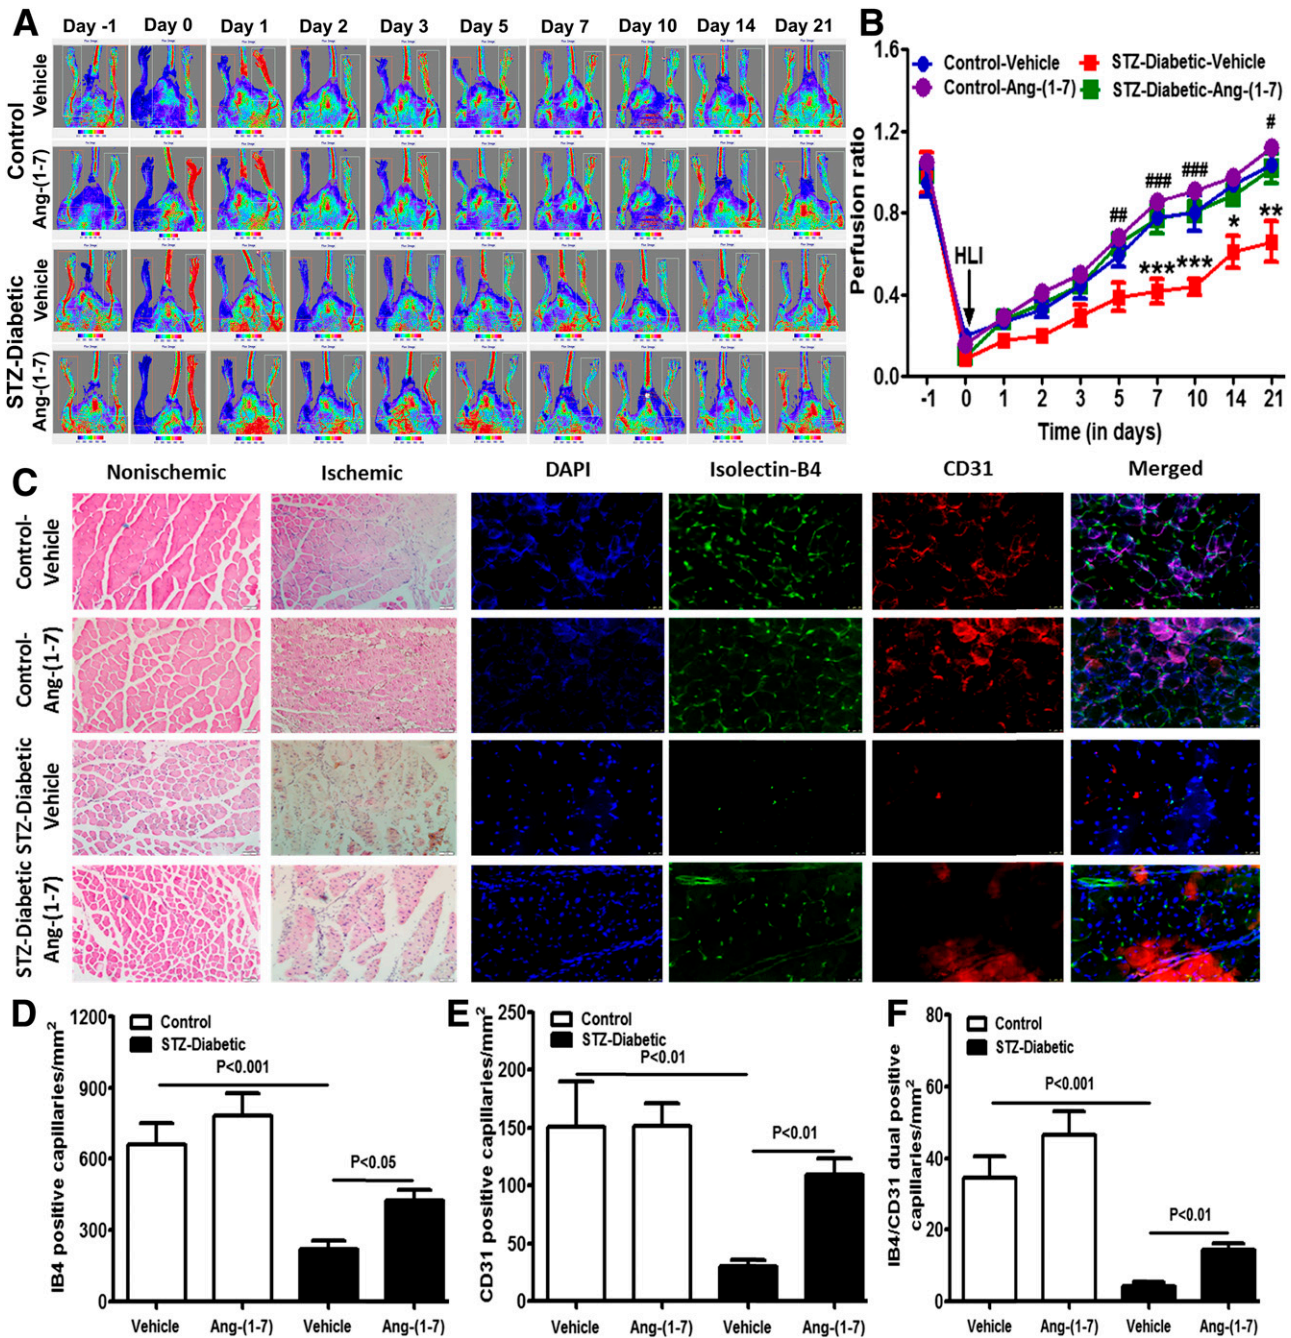 A
Day -1 Day 0 Day 1 Day 2 Day 3 Day 5 Day 7 Day 10 Day 14 Day 21
Control
Vehicle
Ang-(1-7)
STZ-Diabetic
Vehicle
Ang-(1-7)
B
Control-Vehicle
STZ-Diabetic-Vehicle
Control-Ang-(1-7)
STZ-Diabetic-Ang-(1-7)
Perfusion ratio
1.6
1.2
0.8
0.4
0.0
HLI
##
###
###
#
***
***
*
**
-1 0 1 2 3 5 7 10 14 21
Time (in days)
C
Nonischemic Ischemic DAPI Isolectin-B4 CD31 Merged
Control-
Vehicle
Control-
Ang-(1-7)
STZ-Diabetic
Vehicle
STZ-Diabetic
Ang-(1-7)
D
IB4 positive capillaries/mm²
1200
900
600
300
0
Control
STZ-Diabetic
P<0.001
P<0.05
Vehicle Ang-(1-7) Vehicle Ang-(1-7)
E
CD31 positive capillaries/mm²
250
200
150
100
50
0
Control
STZ-Diabetic
P<0.01
P<0.01
Vehicle Ang-(1-7) Vehicle Ang-(1-7)
F
IB4/CD31 dual positive
capillaries/mm²
80
60
40
20
0
Control
STZ-Diabetic
P<0.001
P<0.01
Vehicle Ang-(1-7) Vehicle Ang-(1-7)